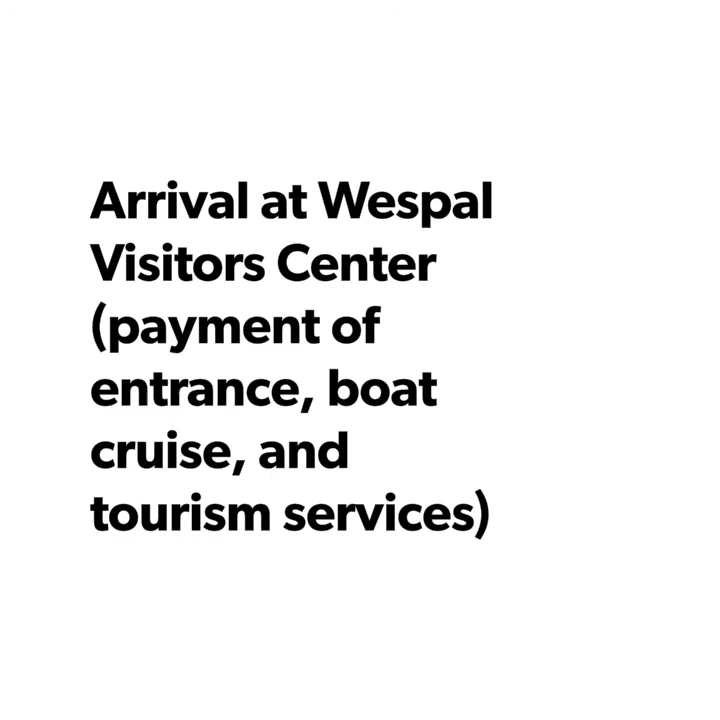 Arrival at Wespal
Visitors Center
(payment of
entrance, boat
cruise, and
tourism services)